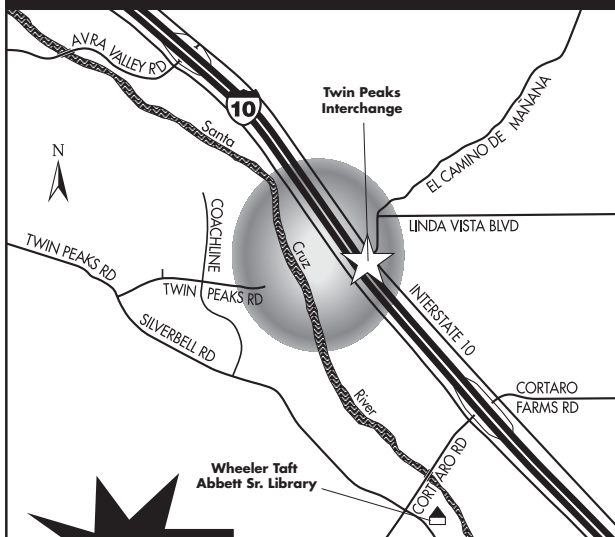 AVRA VALLEY RD
10
Twin Peaks
Interchange
Santa
EL CAMINO DE MAÑANA
N
LINDA VISTA BLVD
COACHLINE
Cruz
TWIN PEAKS RD
TWIN PEAKS RD
INTERSTATE 10
SILVERBELL RD
CORTARO
FARMS RD
River
CORTARO RD
Wheeler Taft
Abbett Sr. Library